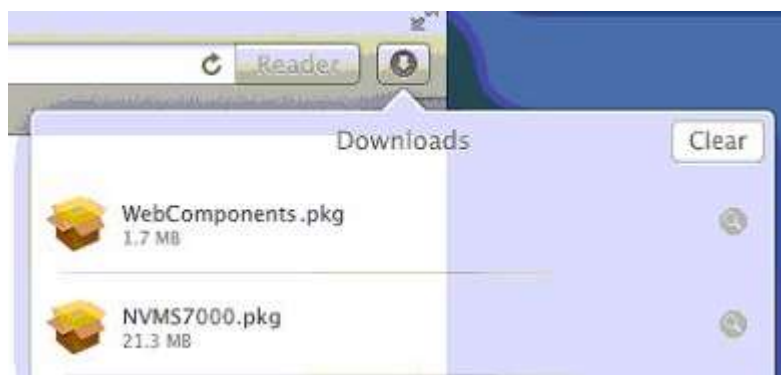 Reader
Downloads
Clear
WebComponents.pkg
1.7 MB
NVMS7000.pkg
21.3 MB